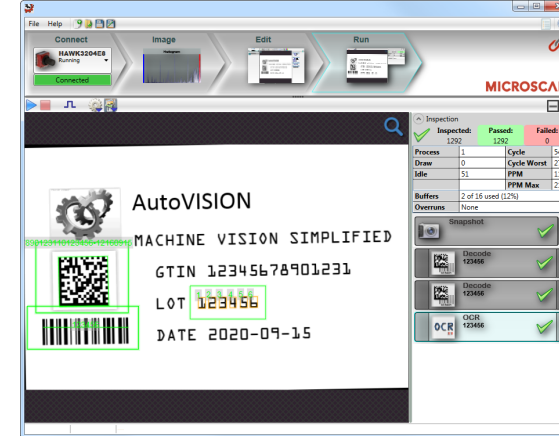 File Help
Connect Image Edit Run
HAWK3204E8
Running
Connected
Histogram
MICROSCA
Inspection
Inspected: Passed: Failed:
1292 1292 0
Process 1 Cycle
Draw 0 Cycle Worst
Idle 51 PPM
PPM Max
Buffers 2 of 16 used (12%)
Overruns None
Snapshot
Decode
123456
Decode
123456
OCR
OCR
123456
AutoVISION
MACHINE VISION SIMPLIFIED
GTIN 12345678901231
LOT 123456
DATE 2020-09-15